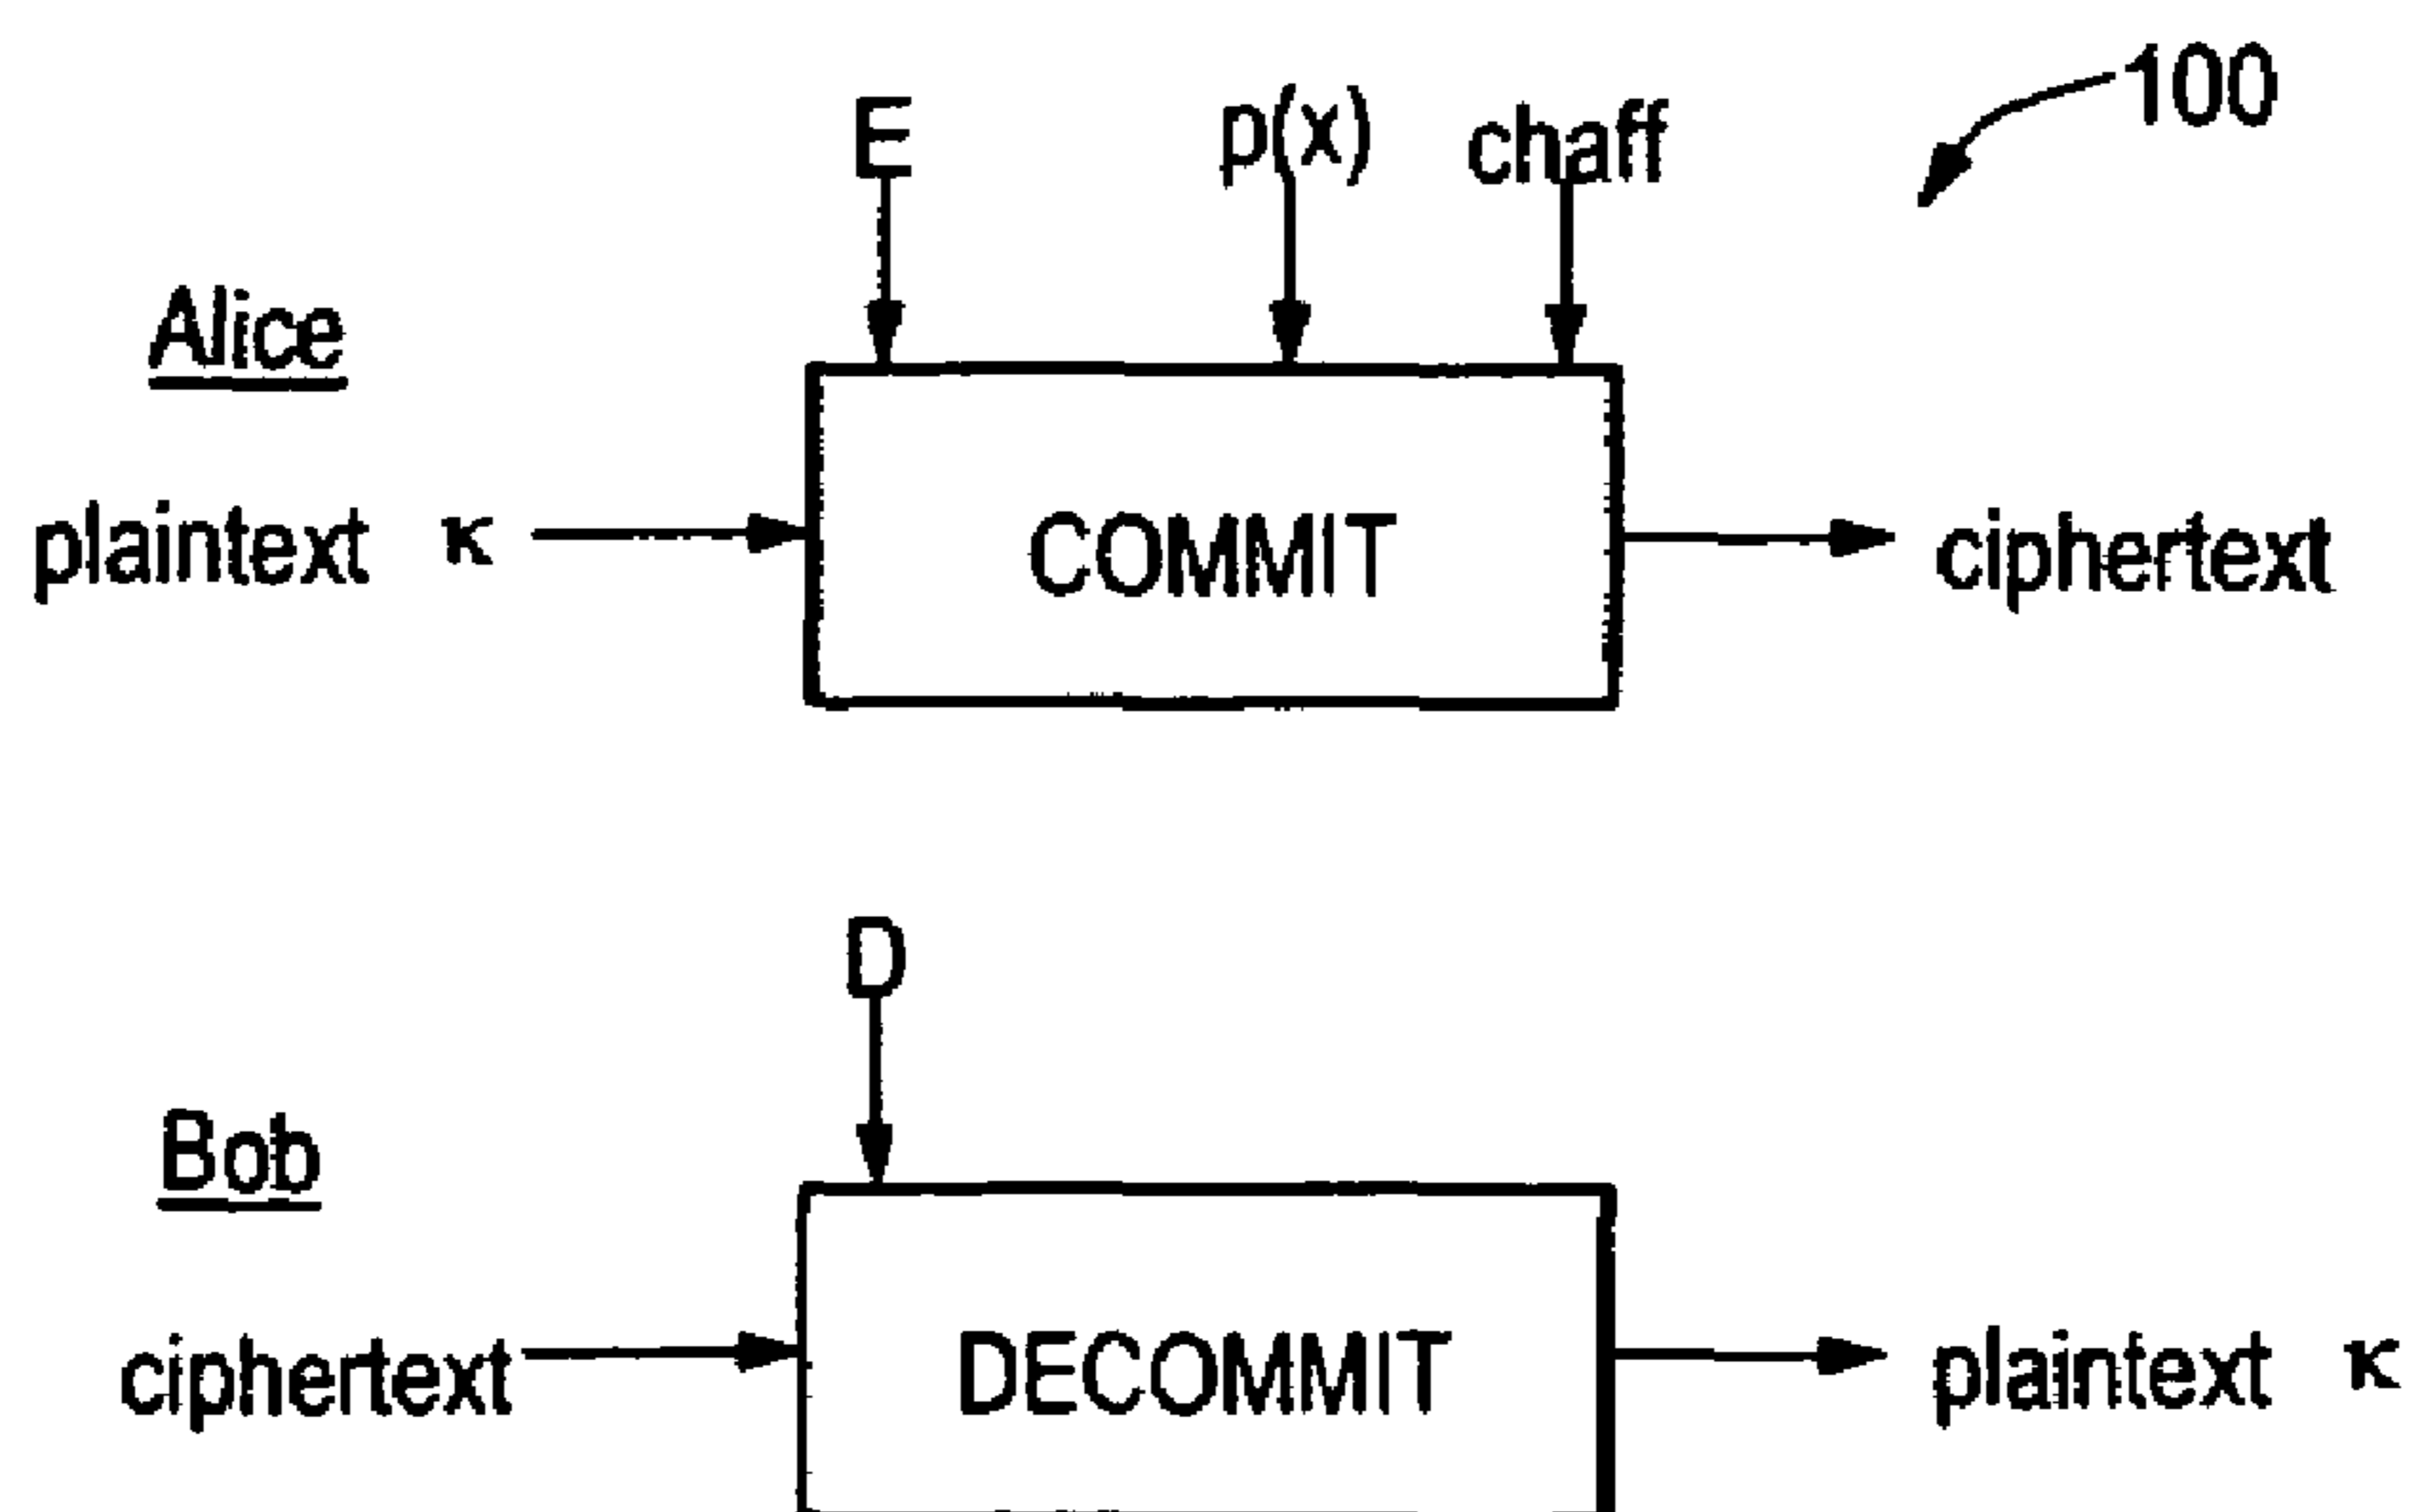 100
E p(x) chaff
Alice
plaintext κ COMMIT ciphertext
D
Bob
ciphertext DECOMMIT plaintext κ